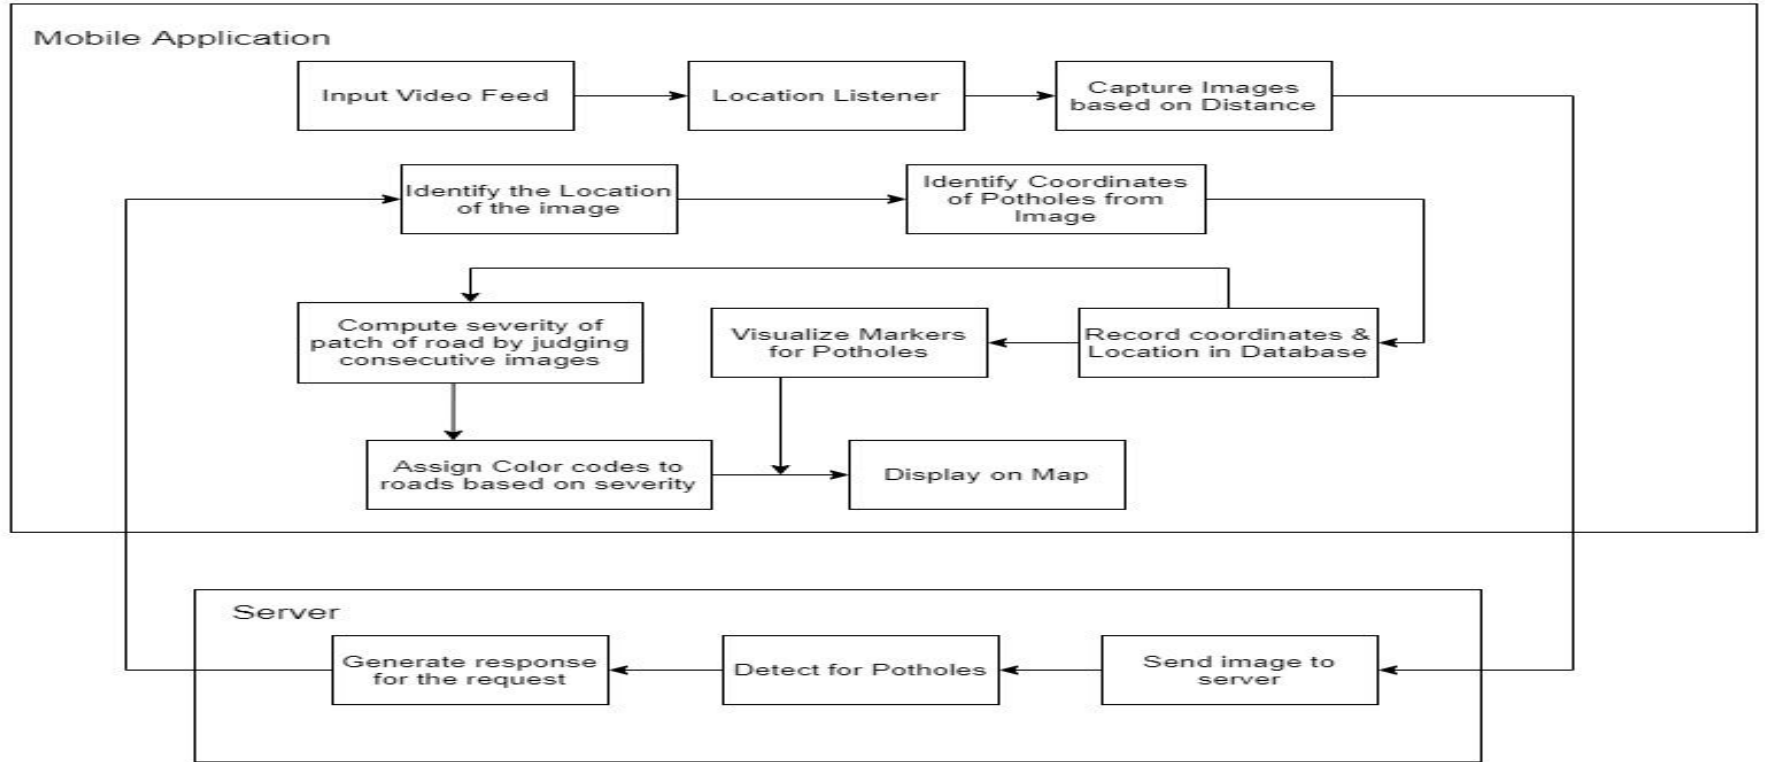 Mobile Application
Input Video Feed
Location Listener
Capture Images
based on Distance
Identify the Location
of the image
Identify Coordinates
of Potholes from
Image
Compute severity of
patch of road by judging
consecutive images
Visualize Markers
for Potholes
Record coordinates &
Location in Database
Assign Color codes to
roads based on severity
Display on Map
Server
Generate response
for the request
Detect for Potholes
Send image to
server